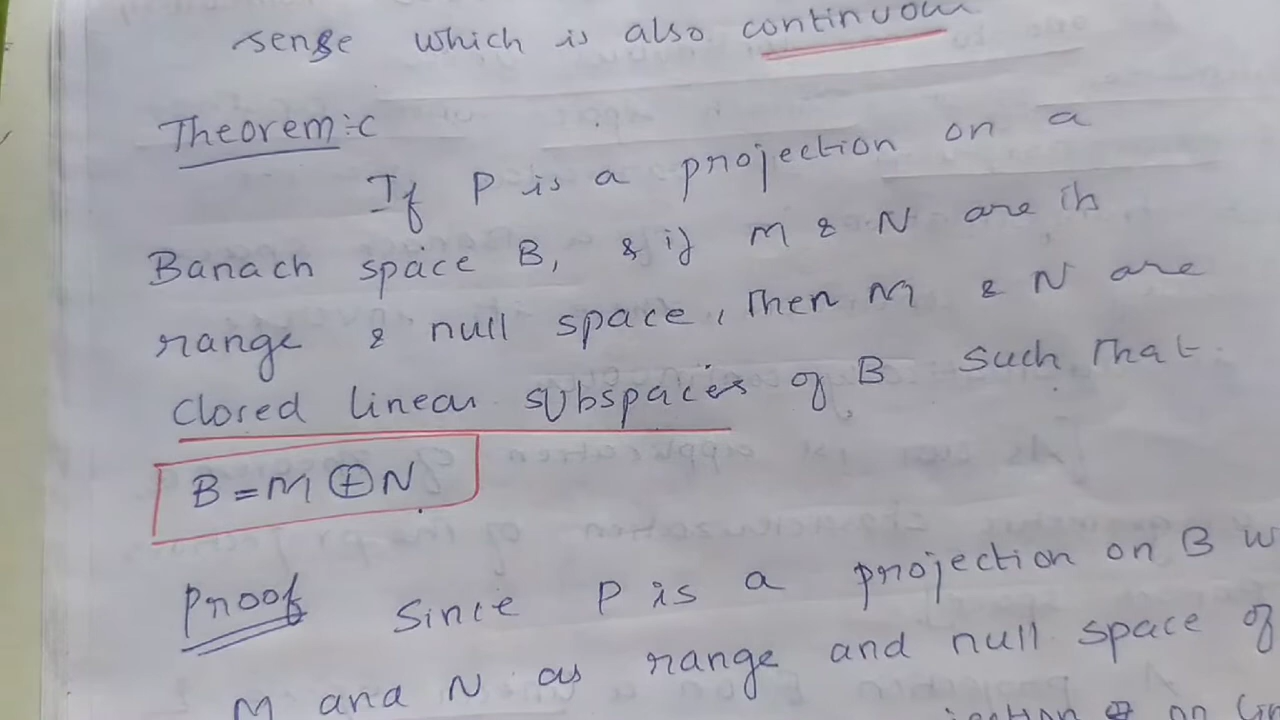 sense which is also continuous
Theorem:-
If P is a projection on a
Banach space B, & if M & N are its
range & null space, Then M & N are
closed linear subspaces of B such That
B = M ⊕ N
Proof Since P is a projection on B
M and N as range and null space of
on